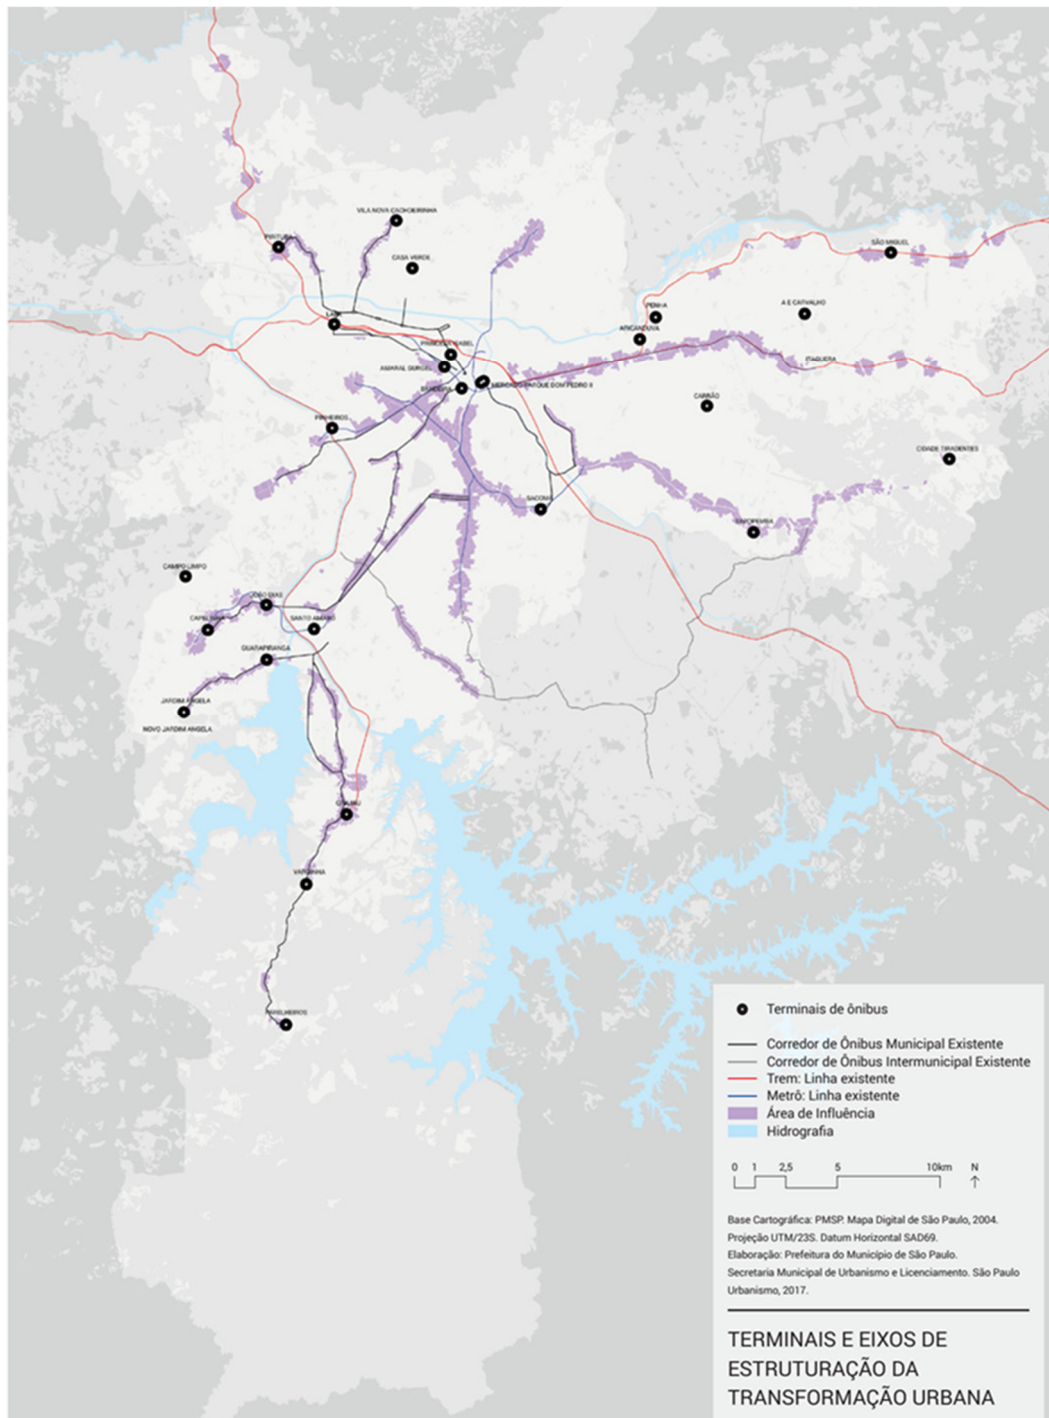 VILA NOVA CACHOEIRINHA
PIRITUBA
CASA VERDE
SÃO MIGUEL
LAPA
PENHA
A E CARVALHO
ARICANDUVA
PRINCESA ISABEL
ITAQUERA
AMARAL GURGEL
BANDEIRA
MERCADO PARQUE DOM PEDRO II
CARRÃO
PINHEIROS
CIDADE TIRADENTES
SACOMÃ
SAPOPEMBA
CAMPO LIMPO
JOÃO DIAS
CAPELINHA
SANTO AMARO
GUARAPIRANGA
JARDIM ÂNGELA
NOVO JARDIM ANGELA
GRAJAÚ
VARGINHA
PARELHEIROS
Terminais de ônibus
Corredor de Ônibus Municipal Existente
Corredor de Ônibus Intermunicipal Existente
Trem: Linha existente
Metrô: Linha existente
Área de Influência
Hidrografia
0 1 2,5 5 10km N
Base Cartográfica: PMSP. Mapa Digital de São Paulo, 2004.
Projeção UTM/23S. Datum Horizontal SAD69.
Elaboração: Prefeitura do Município de São Paulo.
Secretaria Municipal de Urbanismo e Licenciamento. São Paulo
Urbanismo, 2017.
TERMINAIS E EIXOS DE
ESTRUTURAÇÃO DA
TRANSFORMAÇÃO URBANA